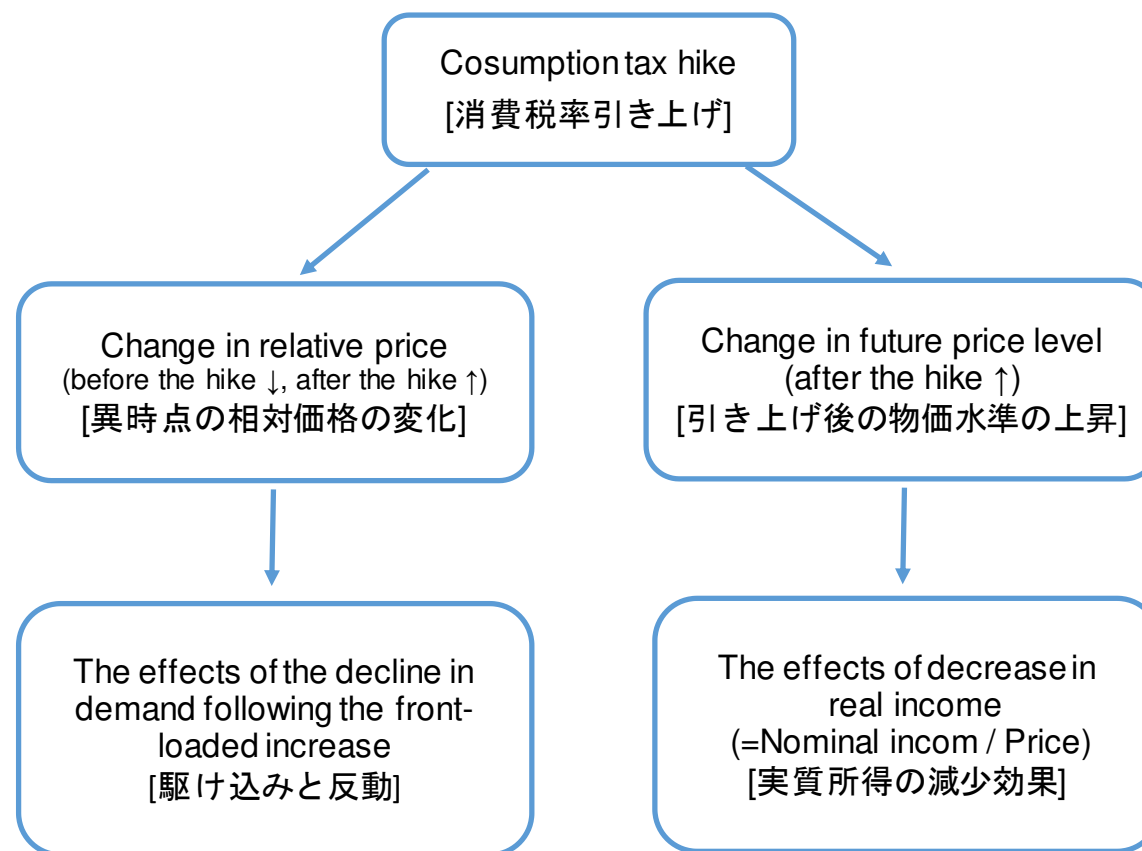 Cosumption tax hike
[消費税率引き上げ]
Change in relative price
(before the hike ↓, after the hike ↑)
[異時点の相対価格の変化]
Change in future price level
(after the hike ↑)
[引き上げ後の物価水準の上昇]
The effects of the decline in
demand following the front-
loaded increase
[駆け込みと反動]
The effects of decrease in
real income
(=Nominal incom / Price)
[実質所得の減少効果]